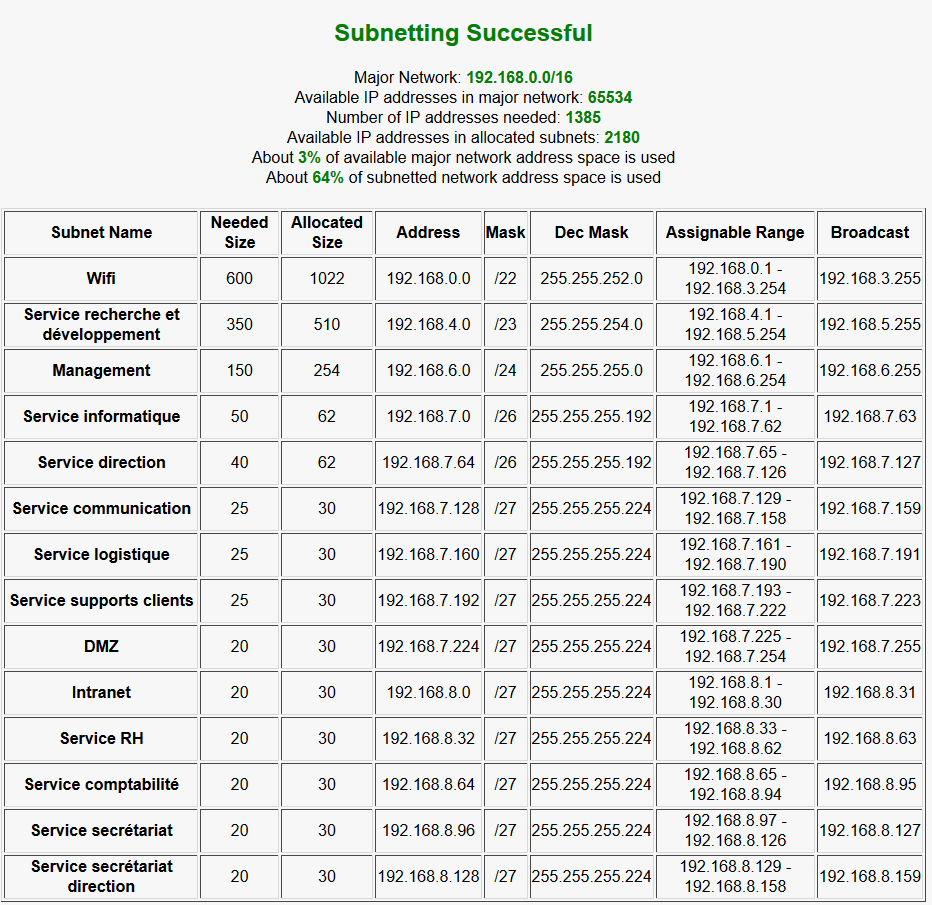 Subnetting Successful
Major Network: 192.168.0.0/16
Available IP addresses in major network: 65534
Number of IP addresses needed: 1385
Available IP addresses in allocated subnets: 2180
About 3% of available major network address space is used
About 64% of subnetted network address space is used
Subnet Name Needed Size Allocated Size Address Mask Dec Mask Assignable Range Broadcast
Wifi 600 1022 192.168.0.0 /22 255.255.252.0 192.168.0.1 - 192.168.3.254 192.168.3.255
Service recherche et développement 350 510 192.168.4.0 /23 255.255.254.0 192.168.4.1 - 192.168.5.254 192.168.5.255
Management 150 254 192.168.6.0 /24 255.255.255.0 192.168.6.1 - 192.168.6.254 192.168.6.255
Service informatique 50 62 192.168.7.0 /26 255.255.255.192 192.168.7.1 - 192.168.7.62 192.168.7.63
Service direction 40 62 192.168.7.64 /26 255.255.255.192 192.168.7.65 - 192.168.7.126 192.168.7.127
Service communication 25 30 192.168.7.128 /27 255.255.255.224 192.168.7.129 - 192.168.7.158 192.168.7.159
Service logistique 25 30 192.168.7.160 /27 255.255.255.224 192.168.7.161 - 192.168.7.190 192.168.7.191
Service supports clients 25 30 192.168.7.192 /27 255.255.255.224 192.168.7.193 - 192.168.7.222 192.168.7.223
DMZ 20 30 192.168.7.224 /27 255.255.255.224 192.168.7.225 - 192.168.7.254 192.168.7.255
Intranet 20 30 192.168.8.0 /27 255.255.255.224 192.168.8.1 - 192.168.8.30 192.168.8.31
Service RH 20 30 192.168.8.32 /27 255.255.255.224 192.168.8.33 - 192.168.8.62 192.168.8.63
Service comptabilité 20 30 192.168.8.64 /27 255.255.255.224 192.168.8.65 - 192.168.8.94 192.168.8.95
Service secrétariat 20 30 192.168.8.96 /27 255.255.255.224 192.168.8.97 - 192.168.8.126 192.168.8.127
Service secrétariat direction 20 30 192.168.8.128 /27 255.255.255.224 192.168.8.129 - 192.168.8.158 192.168.8.159